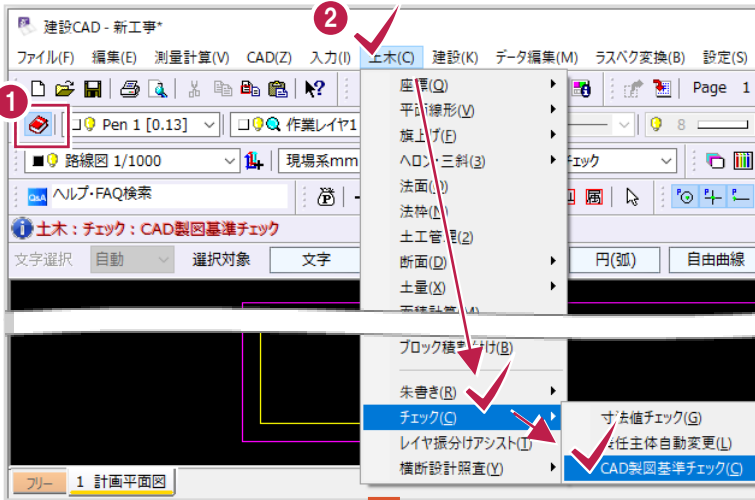 建設CAD - 新工事*
2
ファイル(F) 編集(E) 測量計算(V) CAD(Z) 入力(I) 土木(C) 建設(K) データ編集(M) ラスベク変換(B) 設定(S)
Page 1
1
Pen 1 [0.13] 作業レイヤ1 8
路線図 1/1000 現場系mm ェック
Q&A ヘルプ・FAQ検索 属
土木：チェック：CAD製図基準チェック
文字選択 自動 選択対象 文字 円(弧) 自由曲線
座標(Q)
平面線形(V)
旗上げ(F)
ヘロン・三斜(3)
法面(O)
法枠(N)
土工管理(2)
断面(D)
土量(X)
ブロック積割付け(B)
朱書き(R)
チェック(C)
レイヤ振分けアシスト(T)
横断設計照査(Y)
寸法値チェック(G)
責任主体自動変更(L)
CAD製図基準チェック(C)
フリー 1 計画平面図